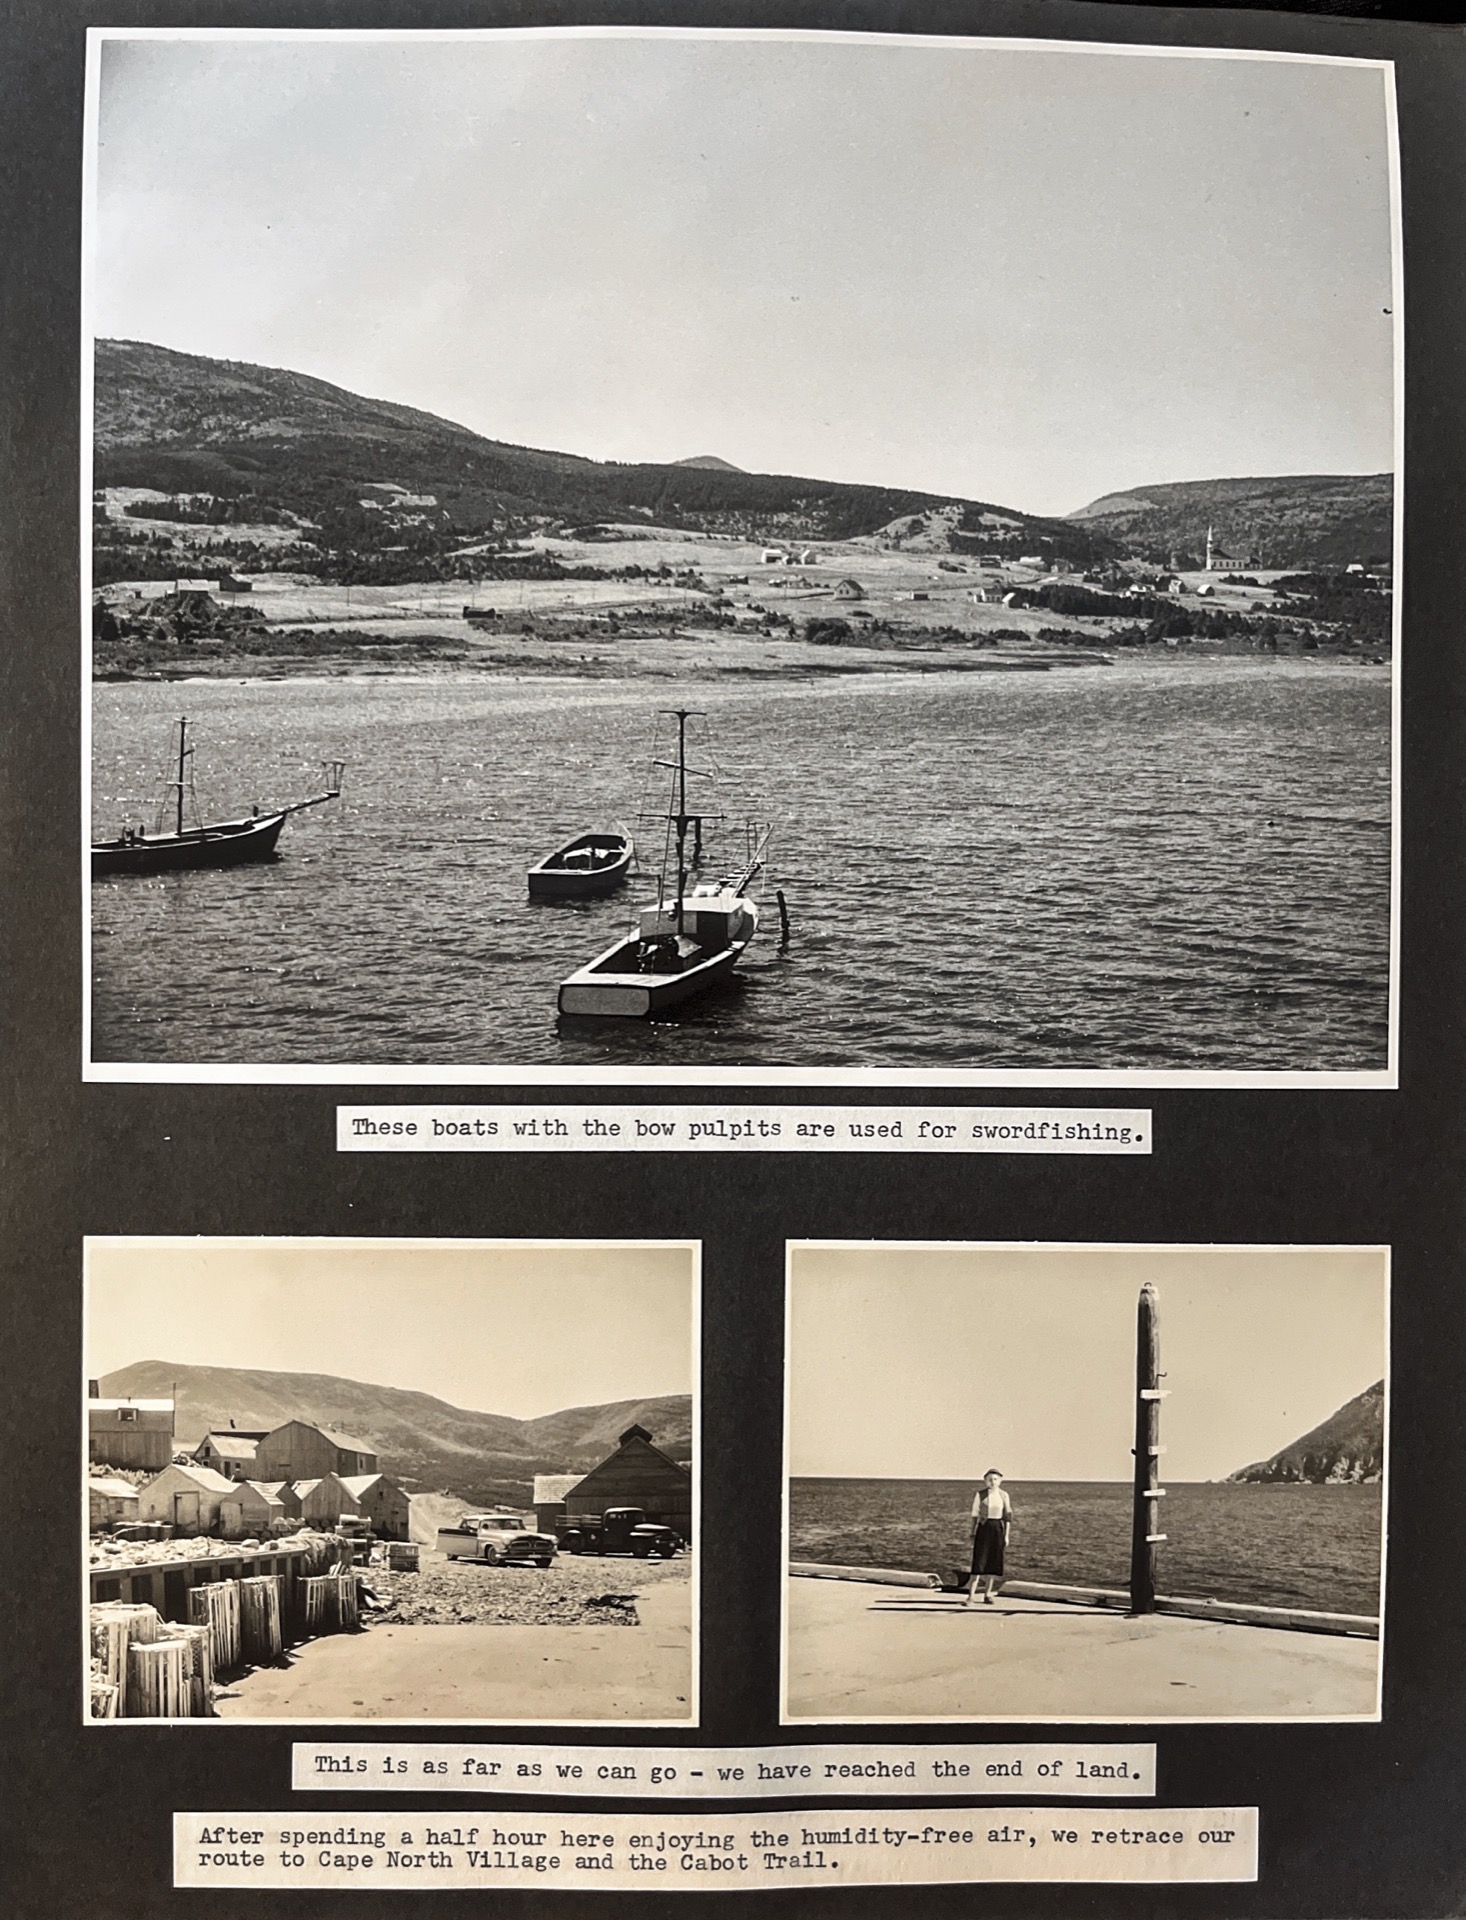 These boats with the bow pulpits are used for swordfishing.
This is as far as we can go - we have reached the end of land.
After spending a half hour here enjoying the humidity-free air, we retrace our
route to Cape North Village and the Cabot Trail.